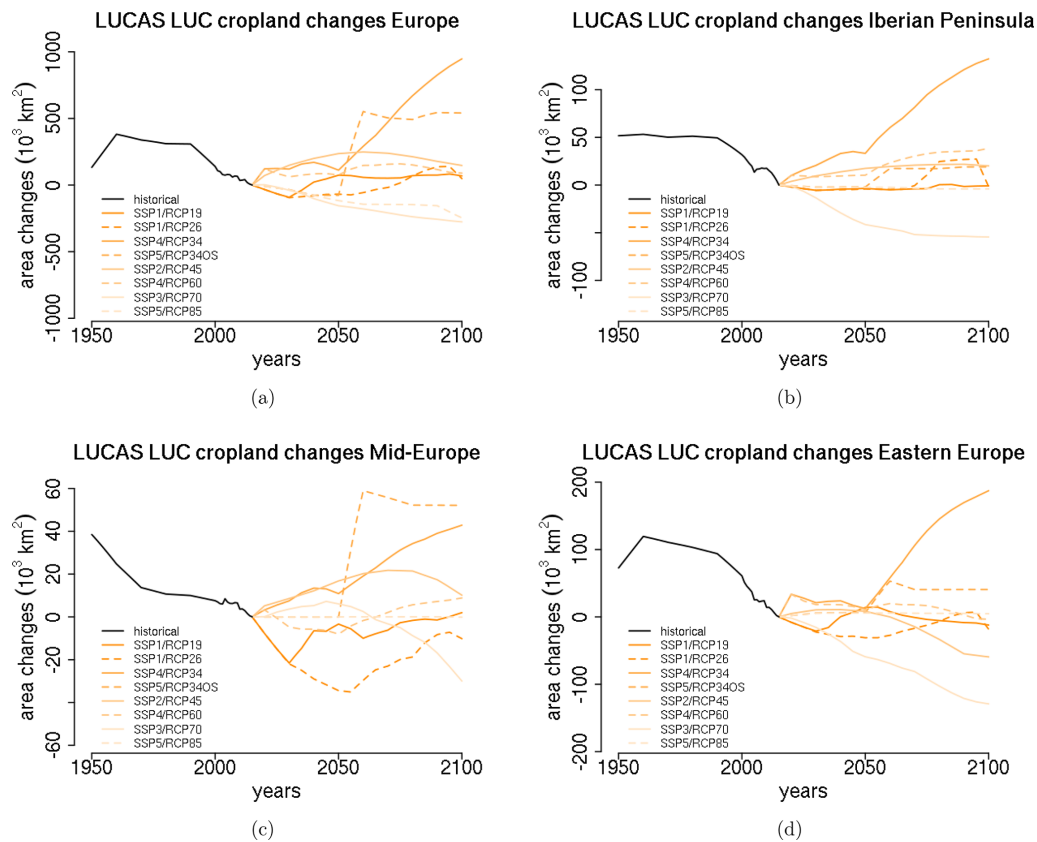 LUCAS LUC cropland changes Europe
area changes (10³ km²)
1000
500
0
-500
-1000
historical
SSP1/RCP19
SSP1/RCP26
SSP4/RCP34
SSP5/RCP34OS
SSP2/RCP45
SSP4/RCP60
SSP3/RCP70
SSP5/RCP85
1950 2000 2050 2100
years
(a)
LUCAS LUC cropland changes Iberian Peninsula
area changes (10³ km²)
100
50
0
-100
historical
SSP1/RCP19
SSP1/RCP26
SSP4/RCP34
SSP5/RCP34OS
SSP2/RCP45
SSP4/RCP60
SSP3/RCP70
SSP5/RCP85
1950 2000 2050 2100
years
(b)
LUCAS LUC cropland changes Mid-Europe
area changes (10³ km²)
60
40
20
0
-20
-60
historical
SSP1/RCP19
SSP1/RCP26
SSP4/RCP34
SSP5/RCP34OS
SSP2/RCP45
SSP4/RCP60
SSP3/RCP70
SSP5/RCP85
1950 2000 2050 2100
years
(c)
LUCAS LUC cropland changes Eastern Europe
area changes (10³ km²)
200
100
0
-100
-200
historical
SSP1/RCP19
SSP1/RCP26
SSP4/RCP34
SSP5/RCP34OS
SSP2/RCP45
SSP4/RCP60
SSP3/RCP70
SSP5/RCP85
1950 2000 2050 2100
years
(d)